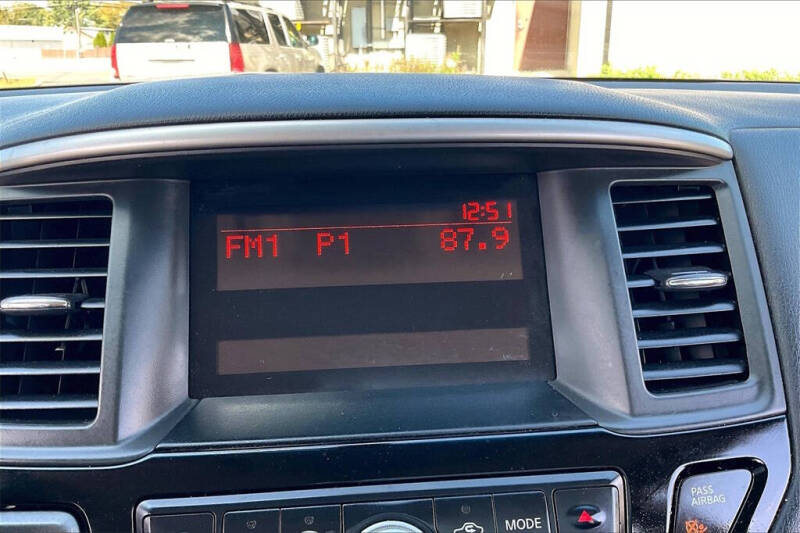 12:51
FM1 P1 87.9
MODE
PASS
AIRBAG